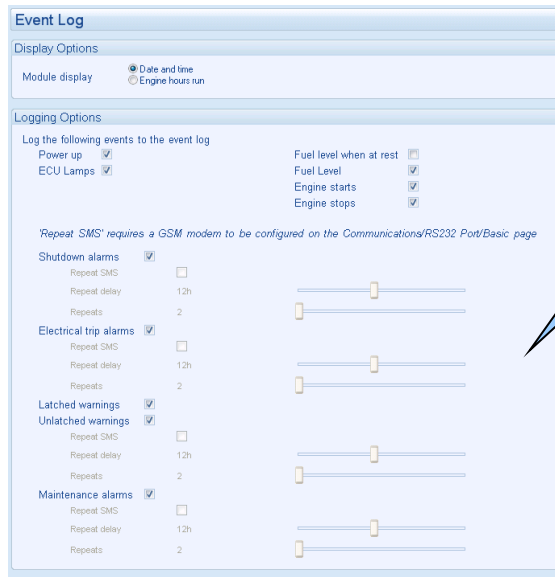 Event Log
Display Options
Module display
Date and time
Engine hours run
Logging Options
Log the following events to the event log
Power up Fuel level when at rest
ECU Lamps Fuel Level
Engine starts
Engine stops
'Repeat SMS' requires a GSM modem to be configured on the Communications/RS232 Port/Basic page
Shutdown alarms
Repeat SMS
Repeat delay 12h
Repeats 2
Electrical trip alarms
Repeat SMS
Repeat delay 12h
Repeats 2
Latched warnings
Unlatched warnings
Repeat SMS
Repeat delay 12h
Repeats 2
Maintenance alarms
Repeat SMS
Repeat delay 12h
Repeats 2